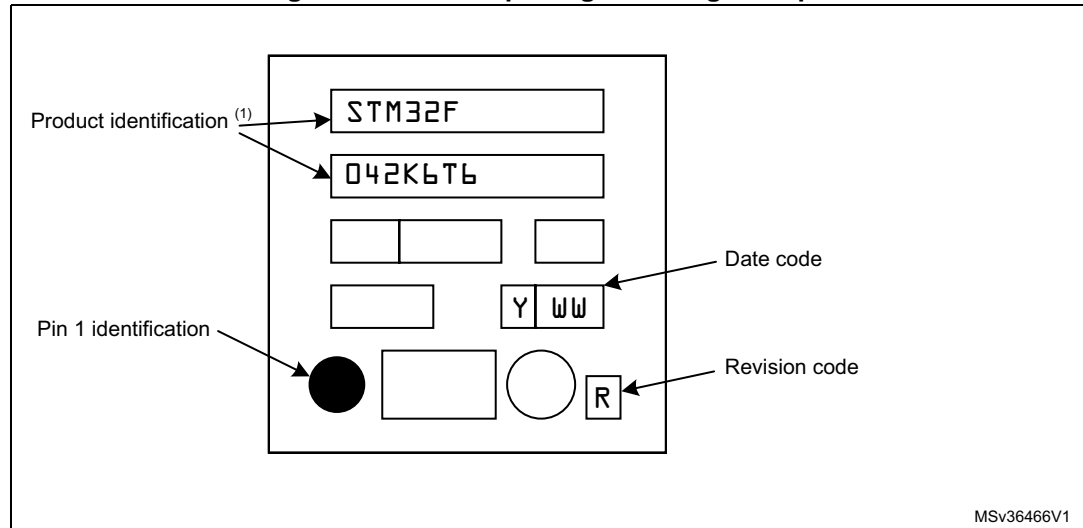 STM32F
Product identification (1)
042K6T6
Date code
Y WW
Pin 1 identification
Revision code
R
MSv36466V1